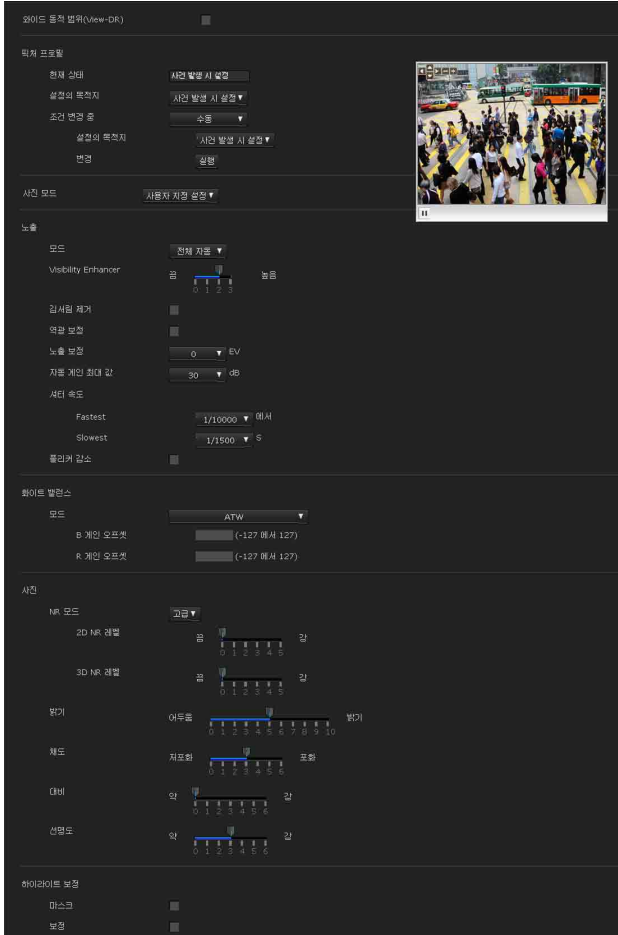 와이드 동적 범위(View-DR)
픽처 프로필
현재 상태 사건 발생 시 설정
설정의 목적지 사건 발생 시 설정▼
조건 변경 중 수동 ▼
설정의 목적지 사건 발생 시 설정▼
변경 실행
사진 모드 사용자 지정 설정▼
노출
모드 전체 자동 ▼
Visibility Enhancer 끔 높음
0 1 2 3
김서림 제거
역광 보정
노출 보정 0 ▼ EV
자동 게인 최대 값 30 ▼ dB
셔터 속도
Fastest 1/10000 ▼ 에서
Slowest 1/1500 ▼ S
플리커 감소
화이트 밸런스
모드 ATW ▼
B 게인 오프셋 (-127 에서 127)
R 게인 오프셋 (-127 에서 127)
사진
NR 모드 고급▼
2D NR 레벨 끔 강
0 1 2 3 4 5
3D NR 레벨 끔 강
0 1 2 3 4 5
밝기 어두움 밝기
0 1 2 3 4 5 6 7 8 9 10
채도 저포화 포화
0 1 2 3 4 5 6
대비 약 강
0 1 2 3 4 5 6
선명도 약 강
0 1 2 3 4 5 6
하이라이트 보정
마스크
보정